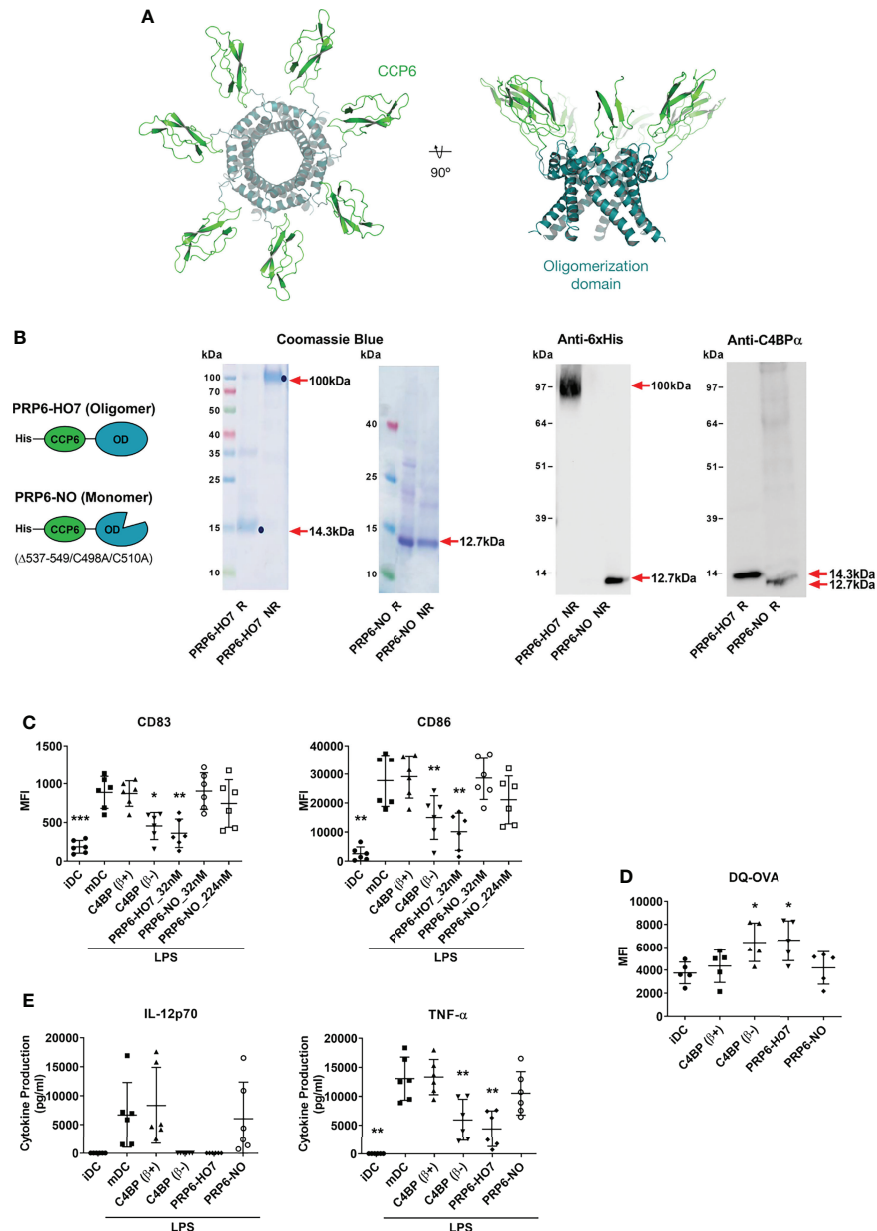 A
CCP6
90º
Oligomerization
domain
B
Coomassie Blue
Anti-6xHis
Anti-C4BPα
PRP6-HO7 (Oligomer)
His
CCP6
OD
PRP6-NO (Monomer)
His
CCP6
OD
(Δ537-549/C498A/C510A)
kDa
100
70
50
40
35
25
15
10
100kDa
14.3kDa
PRP6-HO7 R
PRP6-HO7 NR
kDa
40
25
15
10
12.7kDa
PRP6-NO R
PRP6-NO NR
kDa
97
64
51
39
14
100kDa
12.7kDa
PRP6-HO7 NR
PRP6-NO NR
kDa
97
64
51
39
14
14.3kDa
12.7kDa
PRP6-HO7 R
PRP6-NO R
C
CD83
MFI
1500
1000
500
0
***
*
**
iDC
mDC
C4BP (β+)
C4BP (β-)
PRP6-HO7_32nM
PRP6-NO_32nM
PRP6-NO_224nM
LPS
CD86
MFI
40000
30000
20000
10000
0
**
**
**
iDC
mDC
C4BP (β+)
C4BP (β-)
PRP6-HO7_32nM
PRP6-NO_32nM
PRP6-NO_224nM
LPS
D
DQ-OVA
MFI
10000
8000
6000
4000
2000
0
*
*
iDC
C4BP (β+)
C4BP (β-)
PRP6-HO7
PRP6-NO
E
IL-12p70
Cytokine Production
(pg/ml)
20000
15000
10000
5000
0
iDC
mDC
C4BP (β+)
C4BP (β-)
PRP6-HO7
PRP6-NO
LPS
TNF-α
Cytokine Production
(pg/ml)
20000
15000
10000
5000
0
**
**
**
iDC
mDC
C4BP (β+)
C4BP (β-)
PRP6-HO7
PRP6-NO
LPS